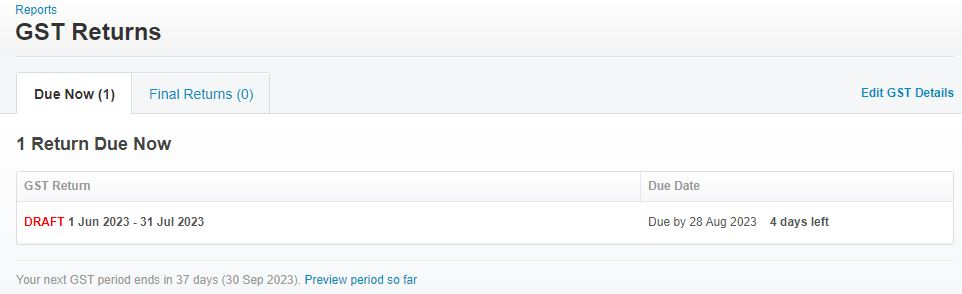 Reports
GST Returns
Due Now (1) Final Returns (0) Edit GST Details
1 Return Due Now
GST Return Due Date
DRAFT 1 Jun 2023 - 31 Jul 2023 Due by 28 Aug 2023 4 days left
Your next GST period ends in 37 days (30 Sep 2023). Preview period so far